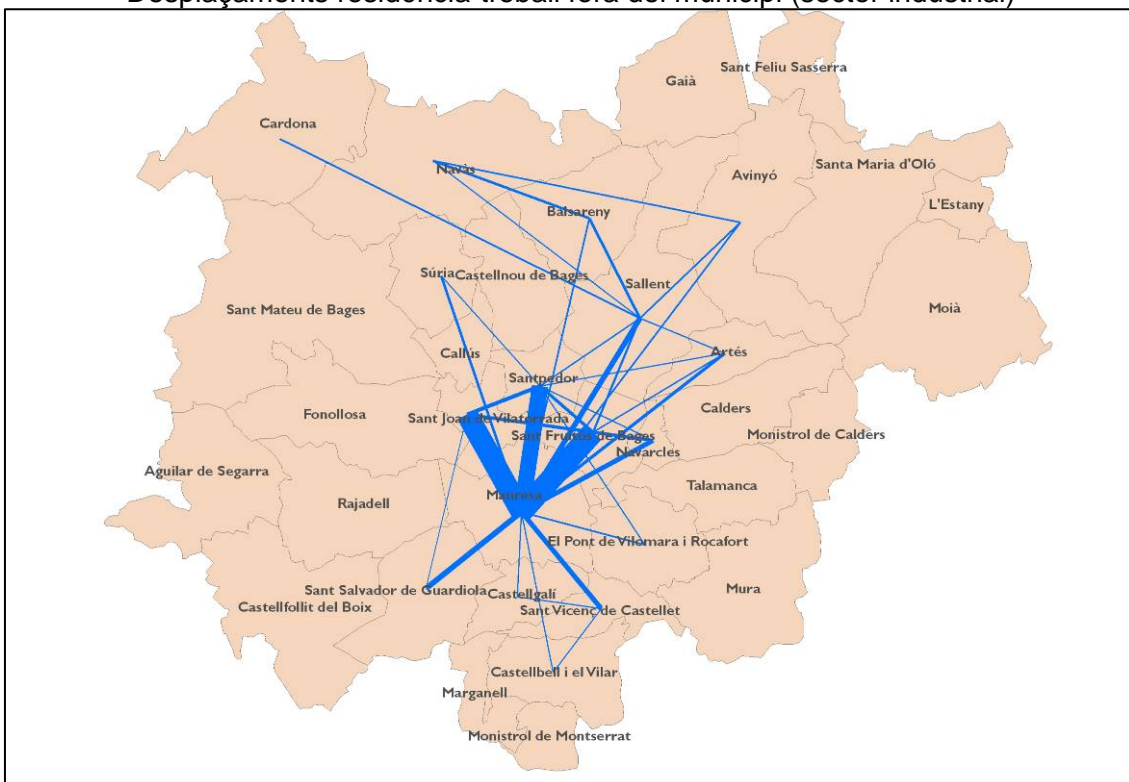 Desplaçaments residència-treball fora del municipi (sector industrial)
Sant Feliu Sasserra
Gaià
Cardona
Santa Maria d'Oló
Navàs
Avinyó
L'Estany
Balsareny
Súria
Castellnou de Bages
Sallent
Sant Mateu de Bages
Moià
Callús
Artés
Santpedor
Calders
Fonollosa
Sant Joan de Vilatorrada
Sant Fruitós de Bages
Monistrol de Calders
Navarcles
Aguilar de Segarra
Talamanca
Manresa
Rajadell
El Pont de Vilomara i Rocafort
Mura
Sant Salvador de Guardiola
Castellgalí
Castellfollit del Boix
Sant Vicenç de Castellet
Castellbell i el Vilar
Marganell
Monistrol de Montserrat